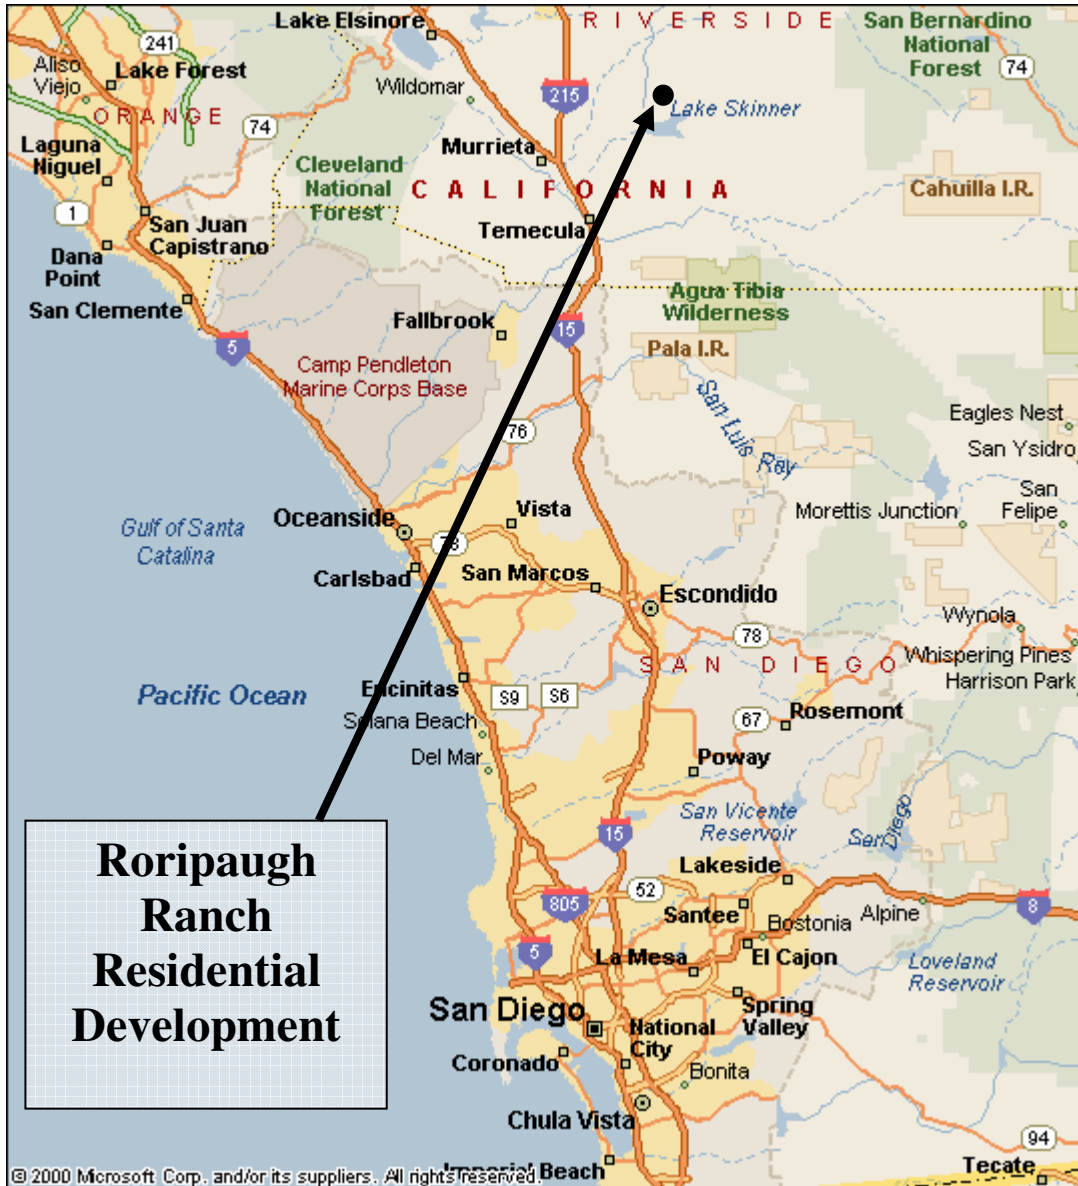 Lake Elsinore
R I V E R S I D E
San Bernardino
National
Forest
74
241
Aliso
Viejo
Lake Forest
Wildomar
215
Lake Skinner
O R A N G E
74
Laguna
Niguel
Murrieta
Cleveland
National
Forest
C A L I F O R N I A
Cahuilla I.R.
1
San Juan
Capistrano
Temecula
Dana
Point
San Clemente
Agua Tibia
Wilderness
Fallbrook
15
5
Pala I.R.
Camp Pendleton
Marine Corps Base
San Luis Rey
Eagles Nest
76
San Ysidro
San
Felipe
Vista
Morettis Junction
Oceanside
Gulf of Santa
Catalina
78
Carlsbad
San Marcos
Escondido
Wynola
78
S A N D I E G O
Whispering Pines
Harrison Park
Pacific Ocean
Encinitas
S9
S6
Solana Beach
67
Rosemont
Del Mar
Poway
San Vicente
Reservoir
San Diego
15
Roripaugh
Ranch
Residential
Development
Lakeside
52
805
Santee
Alpine
8
Bostonia
5
La Mesa
El Cajon
Loveland
Reservoir
San Diego
Spring
Valley
National
City
Coronado
Bonita
Chula Vista
94
Imperial Beach
Tecate
© 2000 Microsoft Corp. and/or its suppliers. All rights reserved.